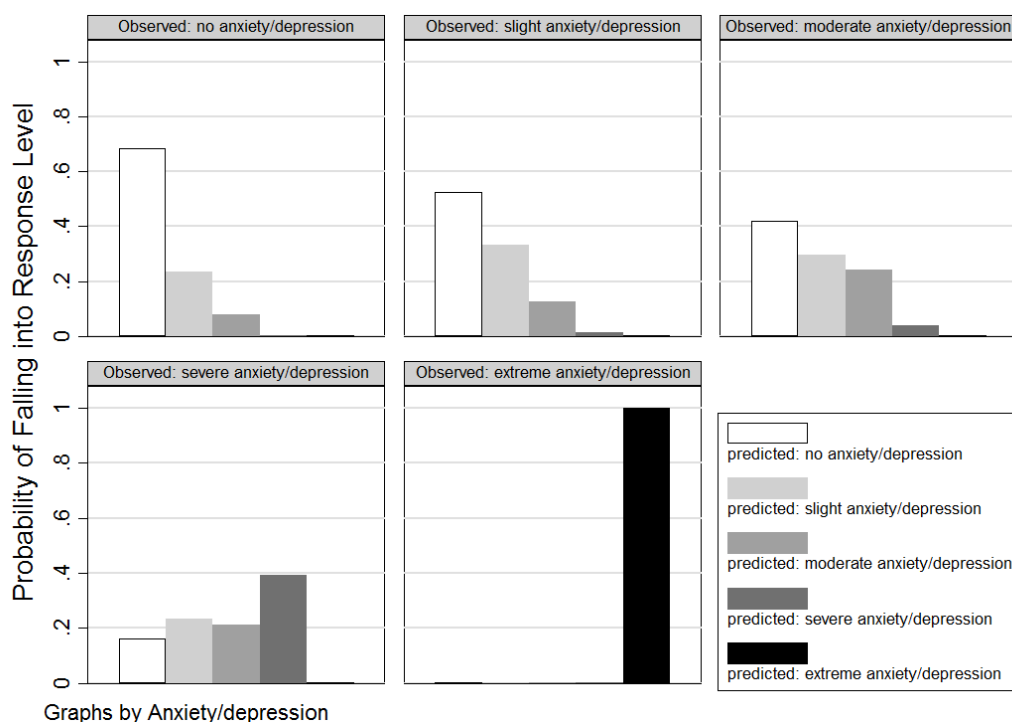 Observed: no anxiety/depression
Observed: slight anxiety/depression
Observed: moderate anxiety/depression
Probability of Falling into Response Level
1
.8
.6
.4
.2
0
Observed: severe anxiety/depression
Observed: extreme anxiety/depression
1
.8
.6
.4
.2
0
predicted: no anxiety/depression
predicted: slight anxiety/depression
predicted: moderate anxiety/depression
predicted: severe anxiety/depression
predicted: extreme anxiety/depression
Graphs by Anxiety/depression